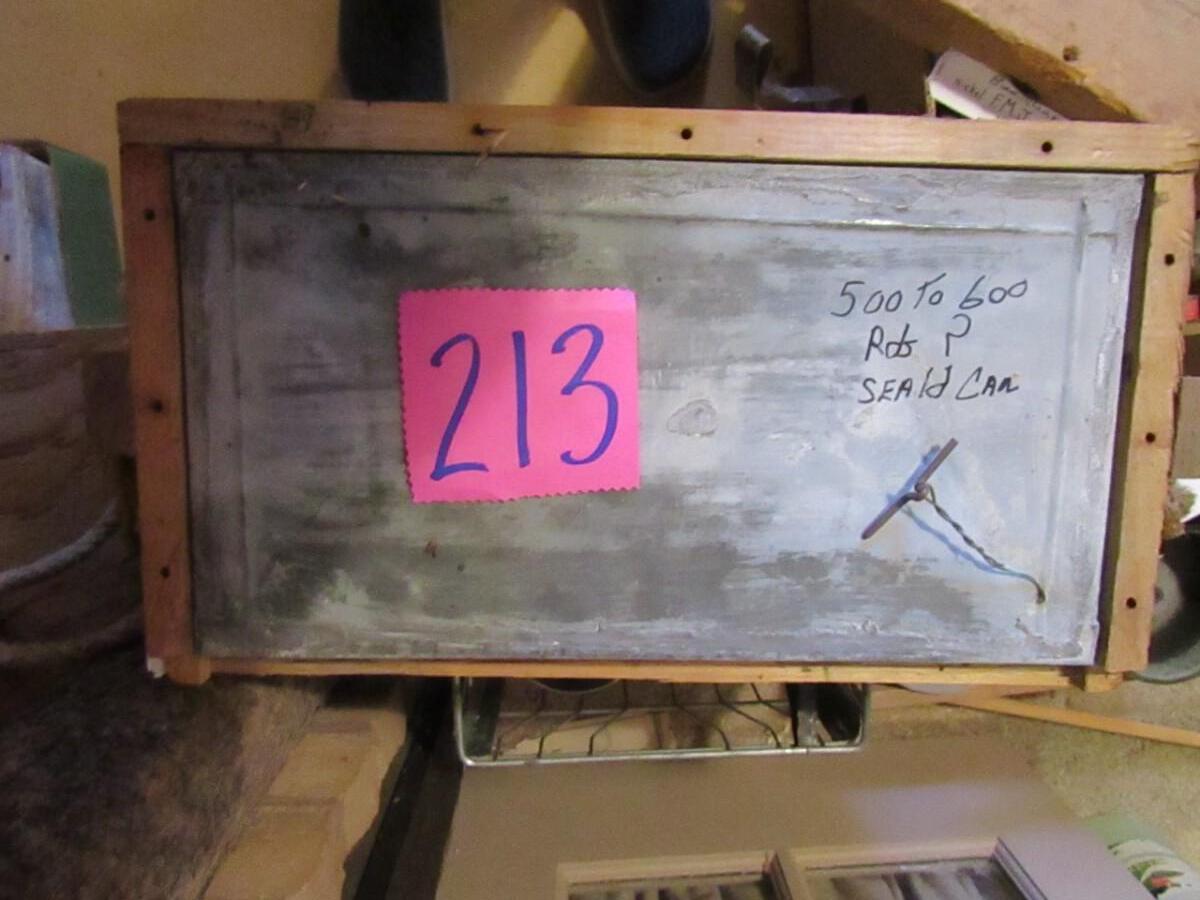 213
500 To 600
Rds ?
SEAld CAN
F.M.J